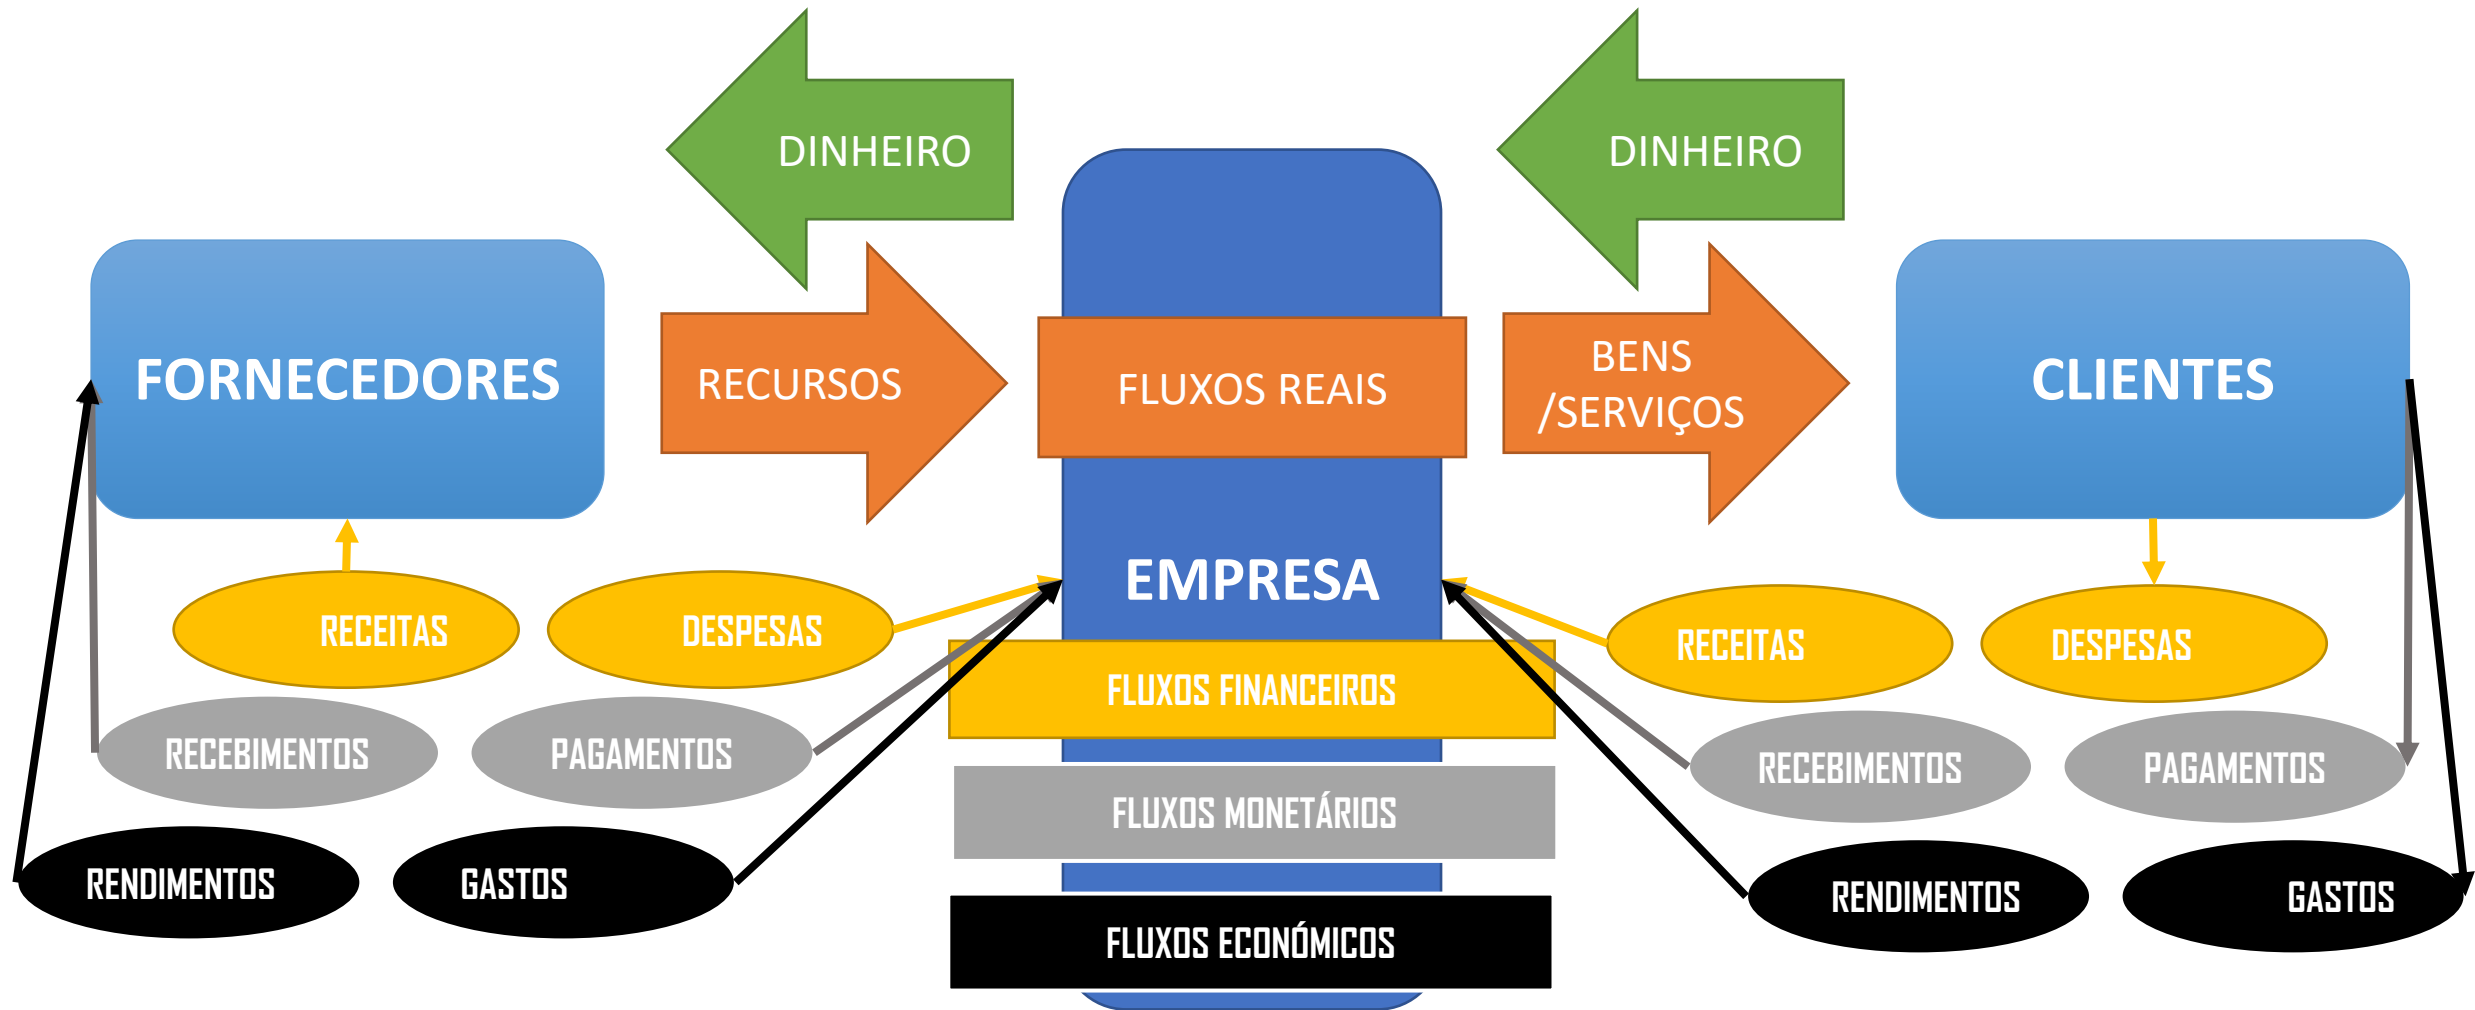 DINHEIRO
DINHEIRO
FORNECEDORES
RECURSOS
FLUXOS REAIS
BENS
/SERVIÇOS
CLIENTES
EMPRESA
RECEITAS
DESPESAS
RECEITAS
DESPESAS
FLUXOS FINANCEIROS
RECEBIMENTOS
PAGAMENTOS
RECEBIMENTOS
PAGAMENTOS
FLUXOS MONETÁRIOS
RENDIMENTOS
GASTOS
RENDIMENTOS
GASTOS
FLUXOS ECONÓMICOS